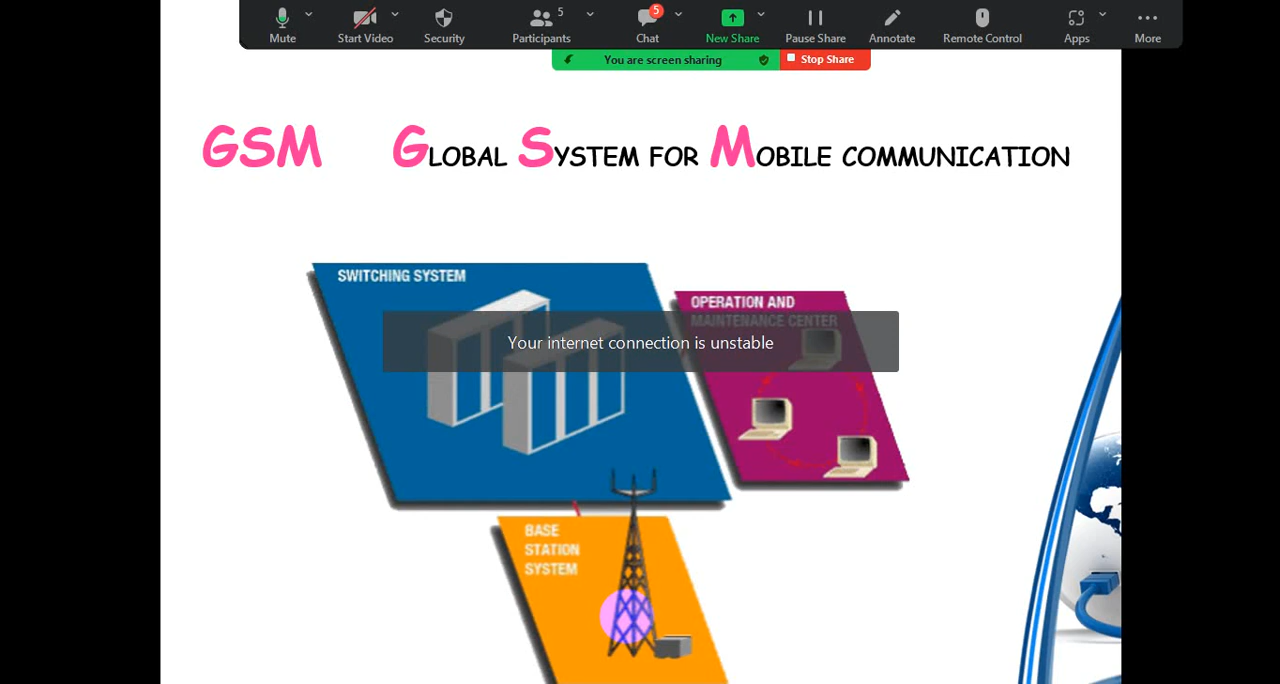 5
5
Mute
Start Video
Security
Participants
Chat
New Share
Pause Share
Annotate
Remote Control
Apps
More
You are screen sharing
Stop Share
GSM GLOBAL SYSTEM FOR MOBILE COMMUNICATION
SWITCHING SYSTEM
OPERATION AND
MAINTENANCE CENTER
Your internet connection is unstable
BASE
STATION
SYSTEM